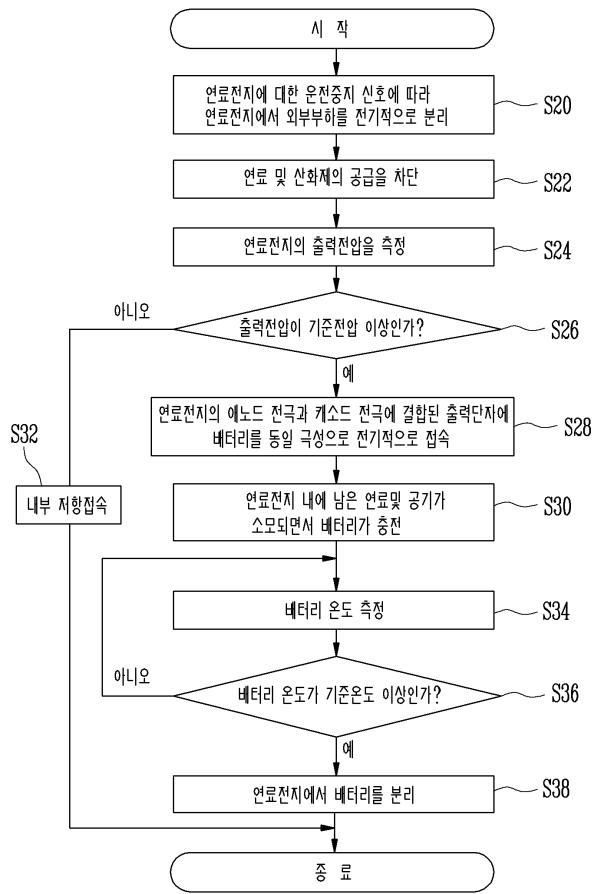 시 작
연료전지에 대한 운전중지 신호에 따라
연료전지에서 외부부하를 전기적으로 분리
S20
연료 및 산화제의 공급을 차단
S22
연료전지의 출력전압을 측정
S24
아니오
출력전압이 기준전압 이상인가?
S26
예
연료전지의 애노드 전극과 캐소드 전극에 결합된 출력단자에
배터리를 동일 극성으로 전기적으로 접속
S28
S32
내부 저항접속
연료전지 내에 남은 연료및 공기가
소모되면서 배터리가 충전
S30
배터리 온도 측정
S34
아니오
배터리 온도가 기준온도 이상인가?
S36
예
연료전지에서 배터리를 분리
S38
종 료